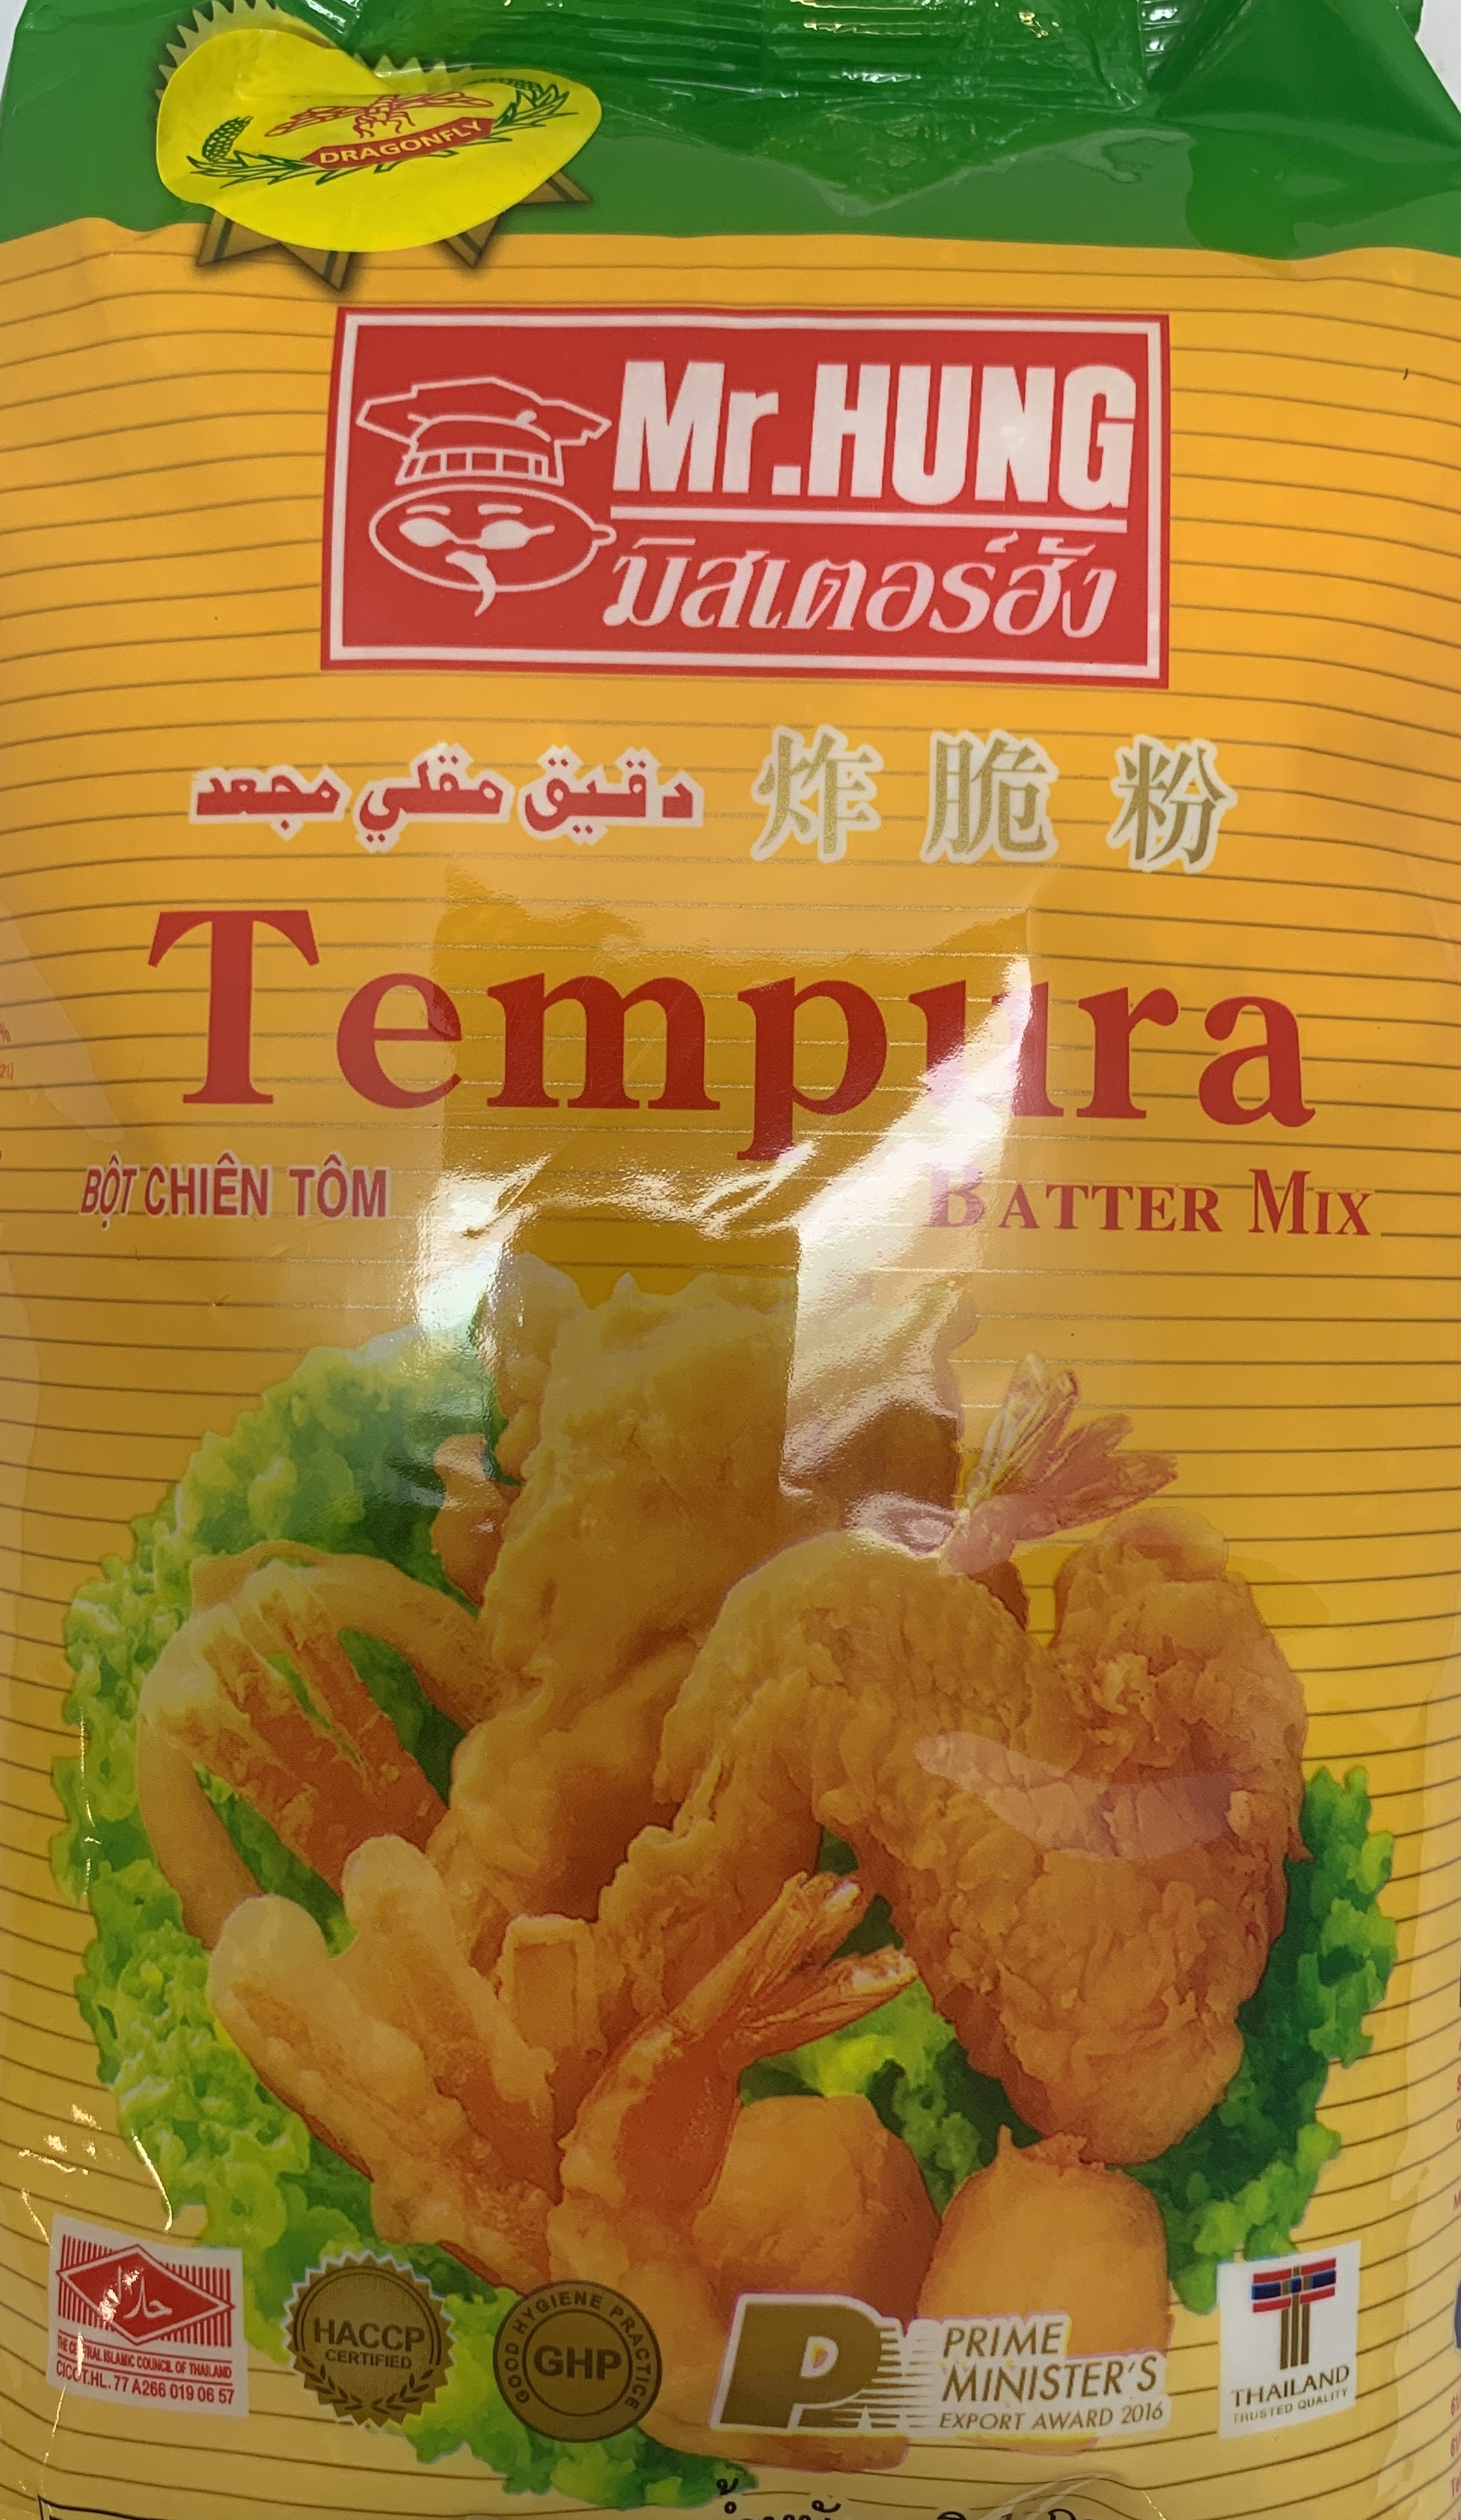 DRAGONFLY
Mr.HUNG
มิสเตอร์ฮัง
دقيق مقلي مجعد 炸脆粉
Tempura
BỘT CHIÊN TÔM
BATTER MIX
حلال
THE CENTRAL ISLAMIC COUNCIL OF THAILAND
CICOT.HL. 77 A266 019 06 57
HACCP
CERTIFIED
GOOD HYGIENE PRACTICE
GHP
PRIME
MINISTER'S
EXPORT AWARD 2016
THAILAND
TRUSTED QUALITY